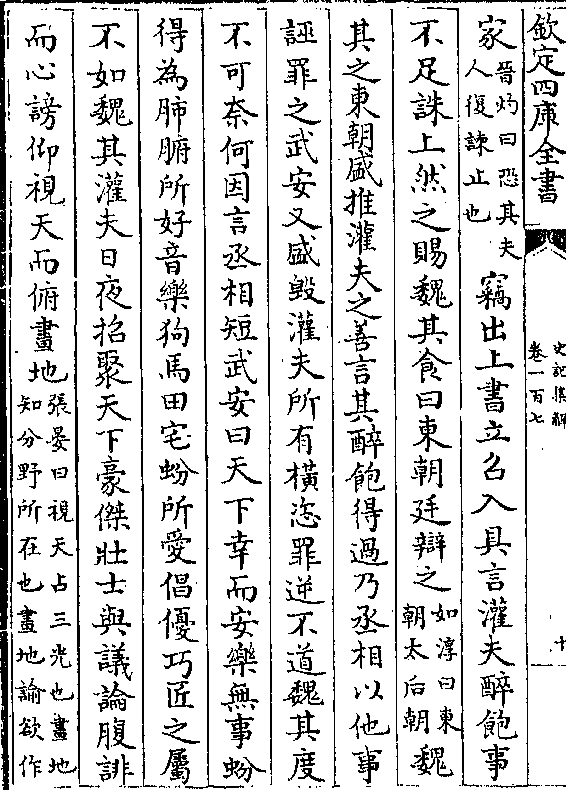 欽定四庫全書
史記集解
卷一百七
十
家晉灼曰恐其夫人復諫止也竊出上書立召入具言灌夫醉飽事
不足誅上然之賜魏其食曰東朝廷辯之如淳曰東朝太后朝魏
其之東朝盛推灌夫之善言其醉飽得過乃丞相以他事
誣罪之武安又盛毀灌夫所有橫恣罪逆不道魏其度
不可奈何因言丞相短武安曰天下幸而安樂無事蚡
得為肺腑所好音樂狗馬田宅蚡所愛倡優巧匠之屬
不如魏其灌夫日夜招聚天下豪傑壯士與議論腹誹
而心謗仰視天而俯畫地張晏曰視天占三光也畫地知分野所在也畫地諭欲作